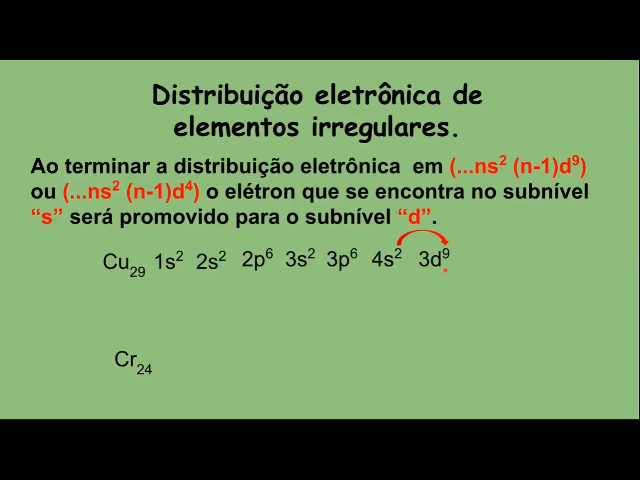 Distribuição eletrônica de
elementos irregulares.
Ao terminar a distribuição eletrônica em (...ns² (n-1)d⁹)
ou (...ns² (n-1)d⁴) o elétron que se encontra no subnível
“s” será promovido para o subnível “d”.
Cu₂₉ 1s² 2s² 2p⁶ 3s² 3p⁶ 4s² 3d⁹
Cr₂₄